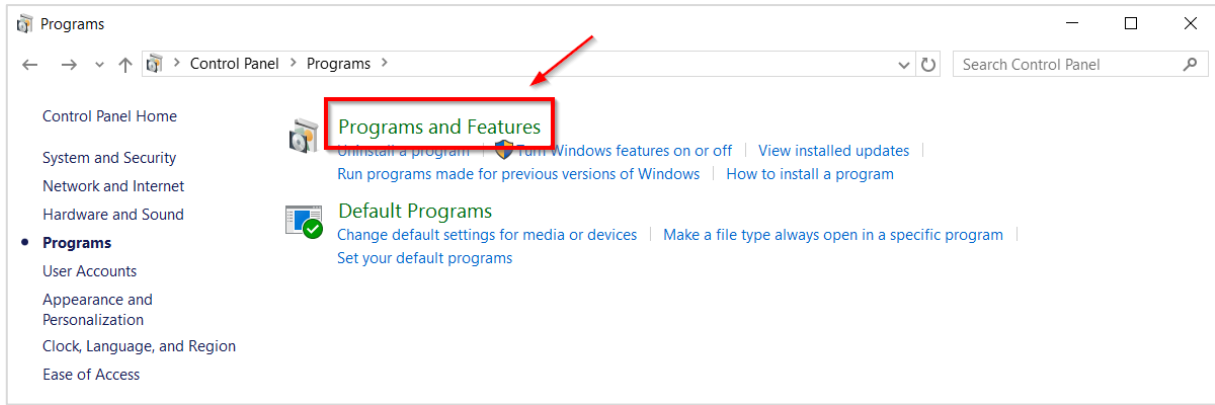 Programs
Control Panel > Programs >
Search Control Panel
Control Panel Home
System and Security
Network and Internet
Hardware and Sound
Programs
User Accounts
Appearance and
Personalization
Clock, Language, and Region
Ease of Access
Programs and Features
Uninstall a program | Turn Windows features on or off | View installed updates |
Run programs made for previous versions of Windows | How to install a program
Default Programs
Change default settings for media or devices | Make a file type always open in a specific program |
Set your default programs